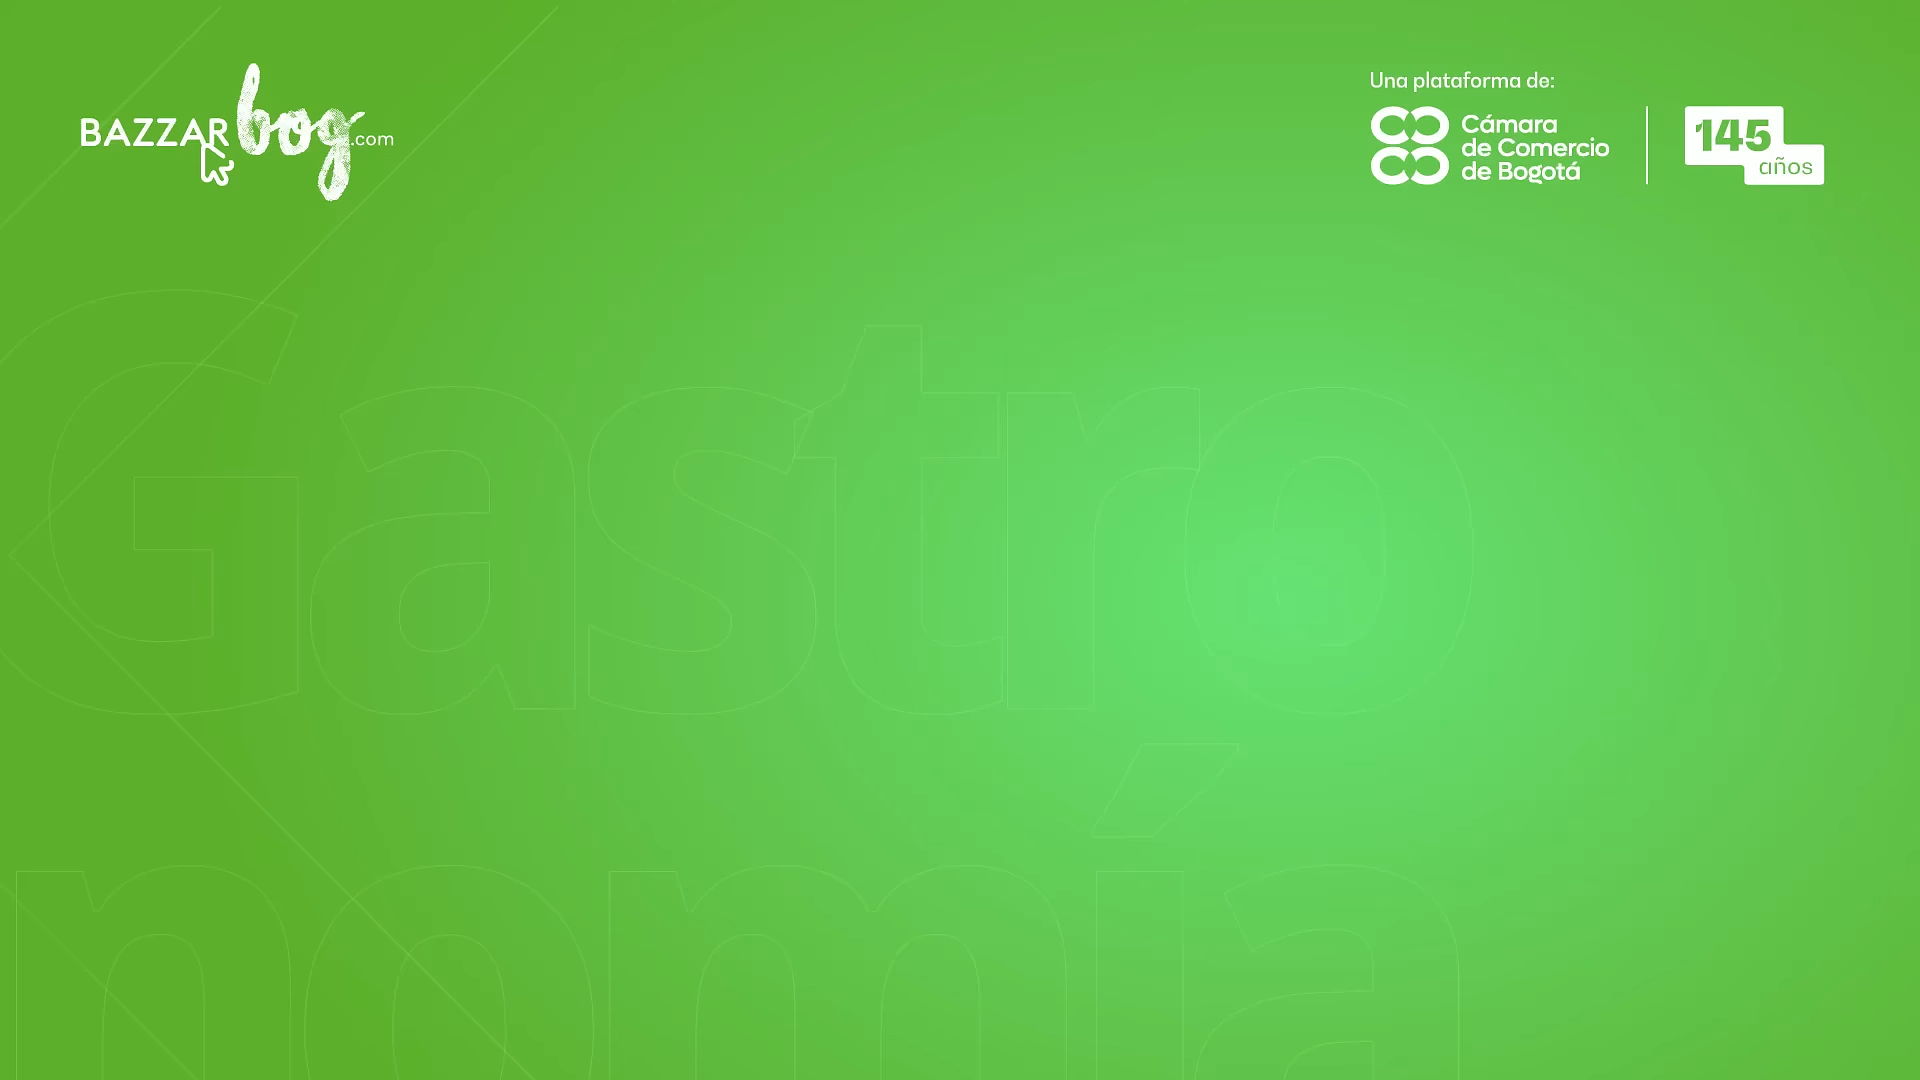 BAZZARbog.com
Una plataforma de:
Cámara
de Comercio
de Bogotá
145
años
Gastro
nomía